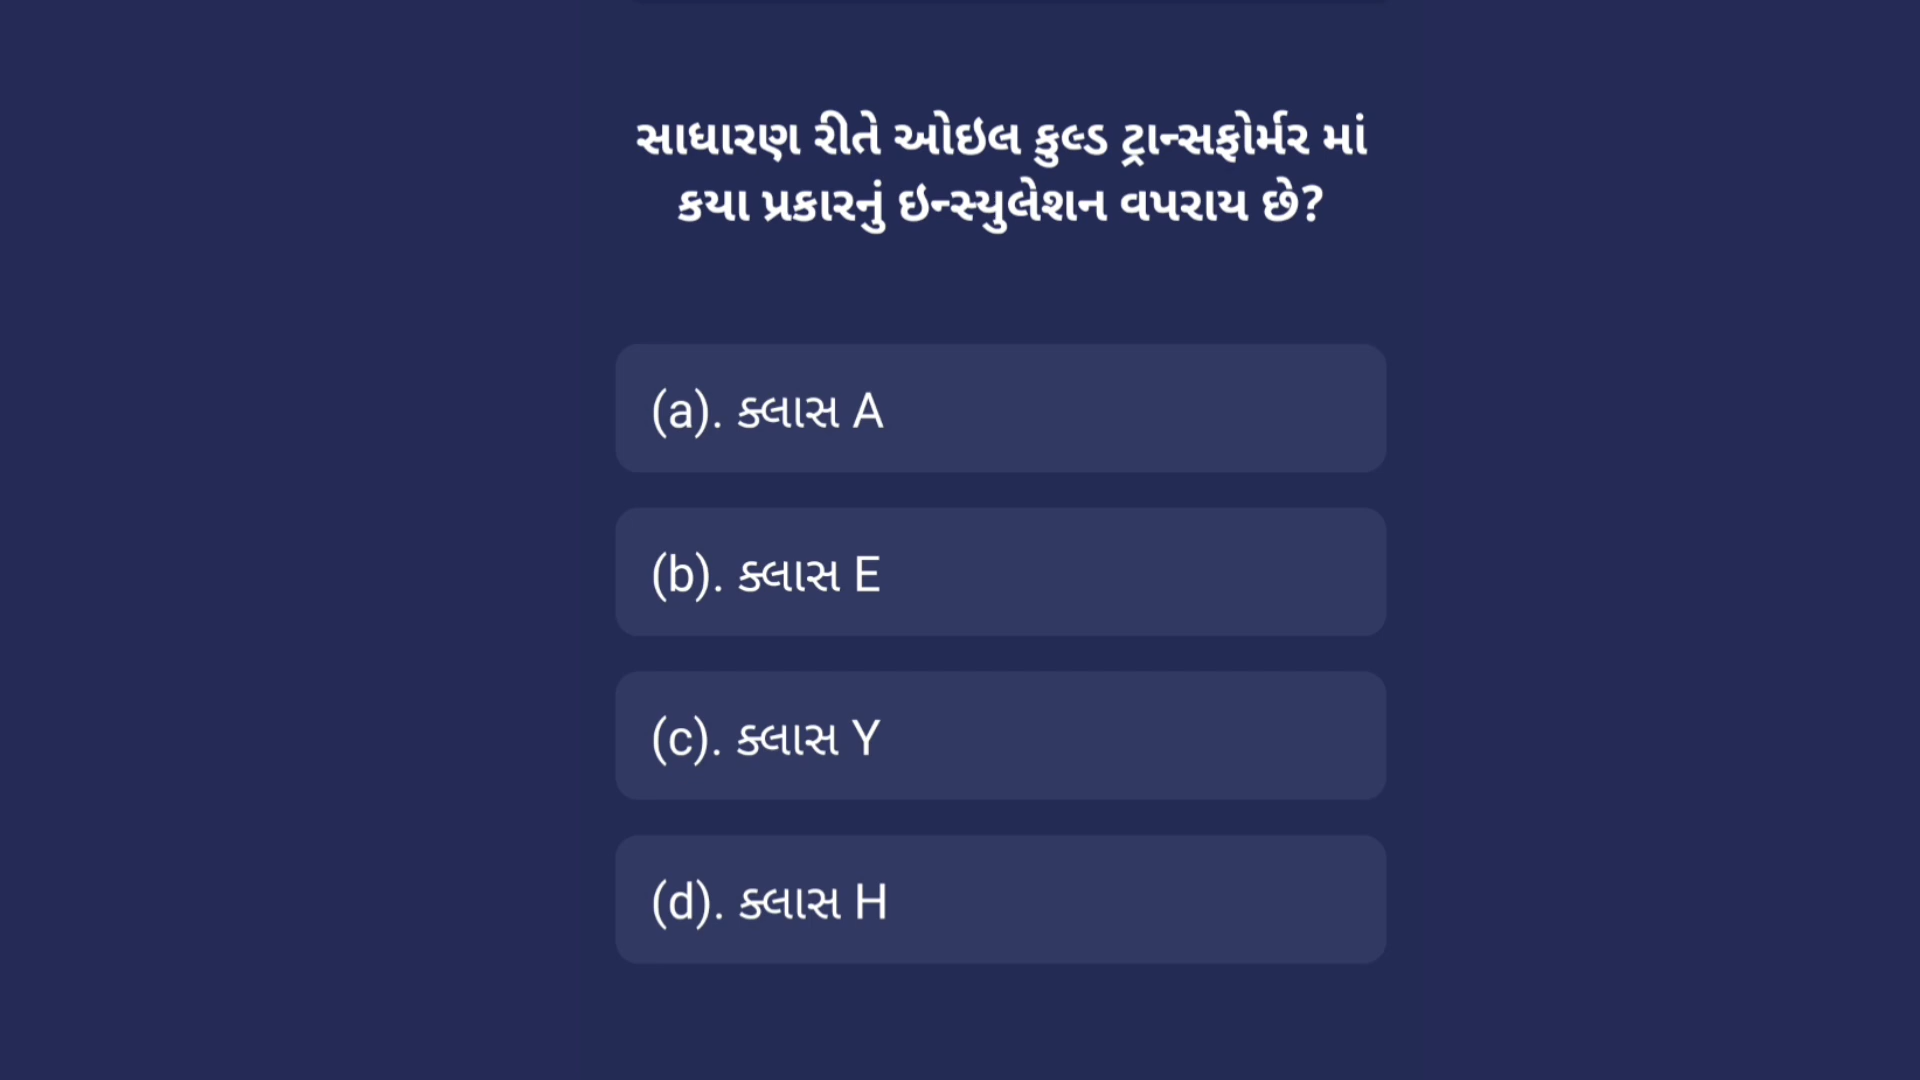 સાધારણ રીતે ઓઇલ કુલ્ડ ટ્રાન્સફોર્મર માં
કયા પ્રકારનું ઇન્સ્યુલેશન વપરાય છે?
(a). ક્લાસ A
(b). ક્લાસ E
(c). ક્લાસ Y
(d). ક્લાસ H